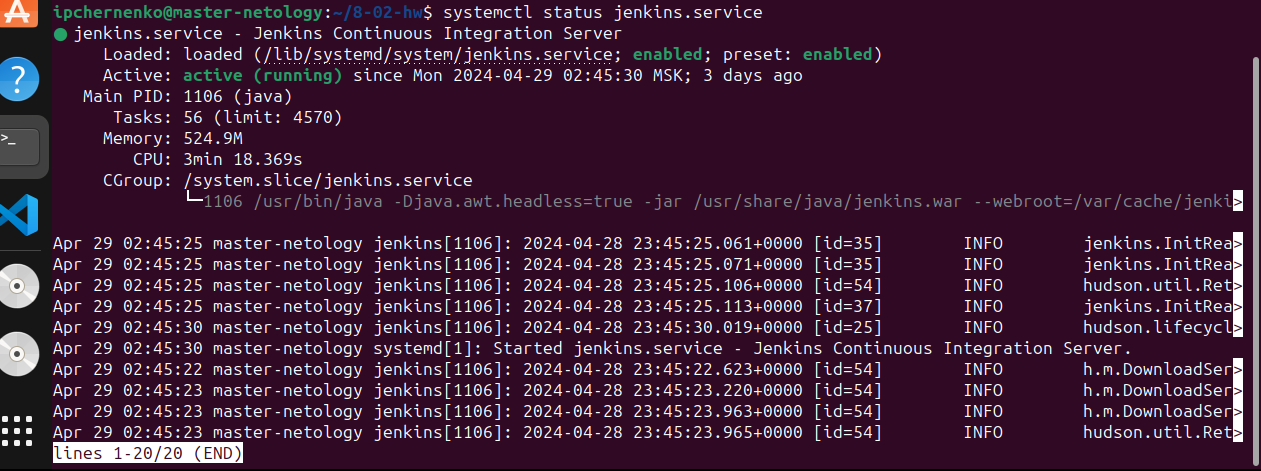 ipchernenko@master-netology:~/8-02-hw$ systemctl status jenkins.service
● jenkins.service - Jenkins Continuous Integration Server
Loaded: loaded (/lib/systemd/system/jenkins.service; enabled; preset: enabled)
Active: active (running) since Mon 2024-04-29 02:45:30 MSK; 3 days ago
Main PID: 1106 (java)
Tasks: 56 (limit: 4570)
Memory: 524.9M
CPU: 3min 18.369s
CGroup: /system.slice/jenkins.service
└─1106 /usr/bin/java -Djava.awt.headless=true -jar /usr/share/java/jenkins.war --webroot=/var/cache/jenki>
Apr 29 02:45:25 master-netology jenkins[1106]: 2024-04-28 23:45:25.061+0000 [id=35] INFO jenkins.InitRea>
Apr 29 02:45:25 master-netology jenkins[1106]: 2024-04-28 23:45:25.071+0000 [id=35] INFO jenkins.InitRea>
Apr 29 02:45:25 master-netology jenkins[1106]: 2024-04-28 23:45:25.106+0000 [id=54] INFO hudson.util.Ret>
Apr 29 02:45:25 master-netology jenkins[1106]: 2024-04-28 23:45:25.113+0000 [id=37] INFO jenkins.InitRea>
Apr 29 02:45:30 master-netology jenkins[1106]: 2024-04-28 23:45:30.019+0000 [id=25] INFO hudson.lifecycl>
Apr 29 02:45:30 master-netology systemd[1]: Started jenkins.service - Jenkins Continuous Integration Server.
Apr 29 02:45:22 master-netology jenkins[1106]: 2024-04-28 23:45:22.623+0000 [id=54] INFO h.m.DownloadSer>
Apr 29 02:45:23 master-netology jenkins[1106]: 2024-04-28 23:45:23.220+0000 [id=54] INFO h.m.DownloadSer>
Apr 29 02:45:23 master-netology jenkins[1106]: 2024-04-28 23:45:23.963+0000 [id=54] INFO h.m.DownloadSer>
Apr 29 02:45:23 master-netology jenkins[1106]: 2024-04-28 23:45:23.965+0000 [id=54] INFO hudson.util.Ret>
lines 1-20/20 (END)